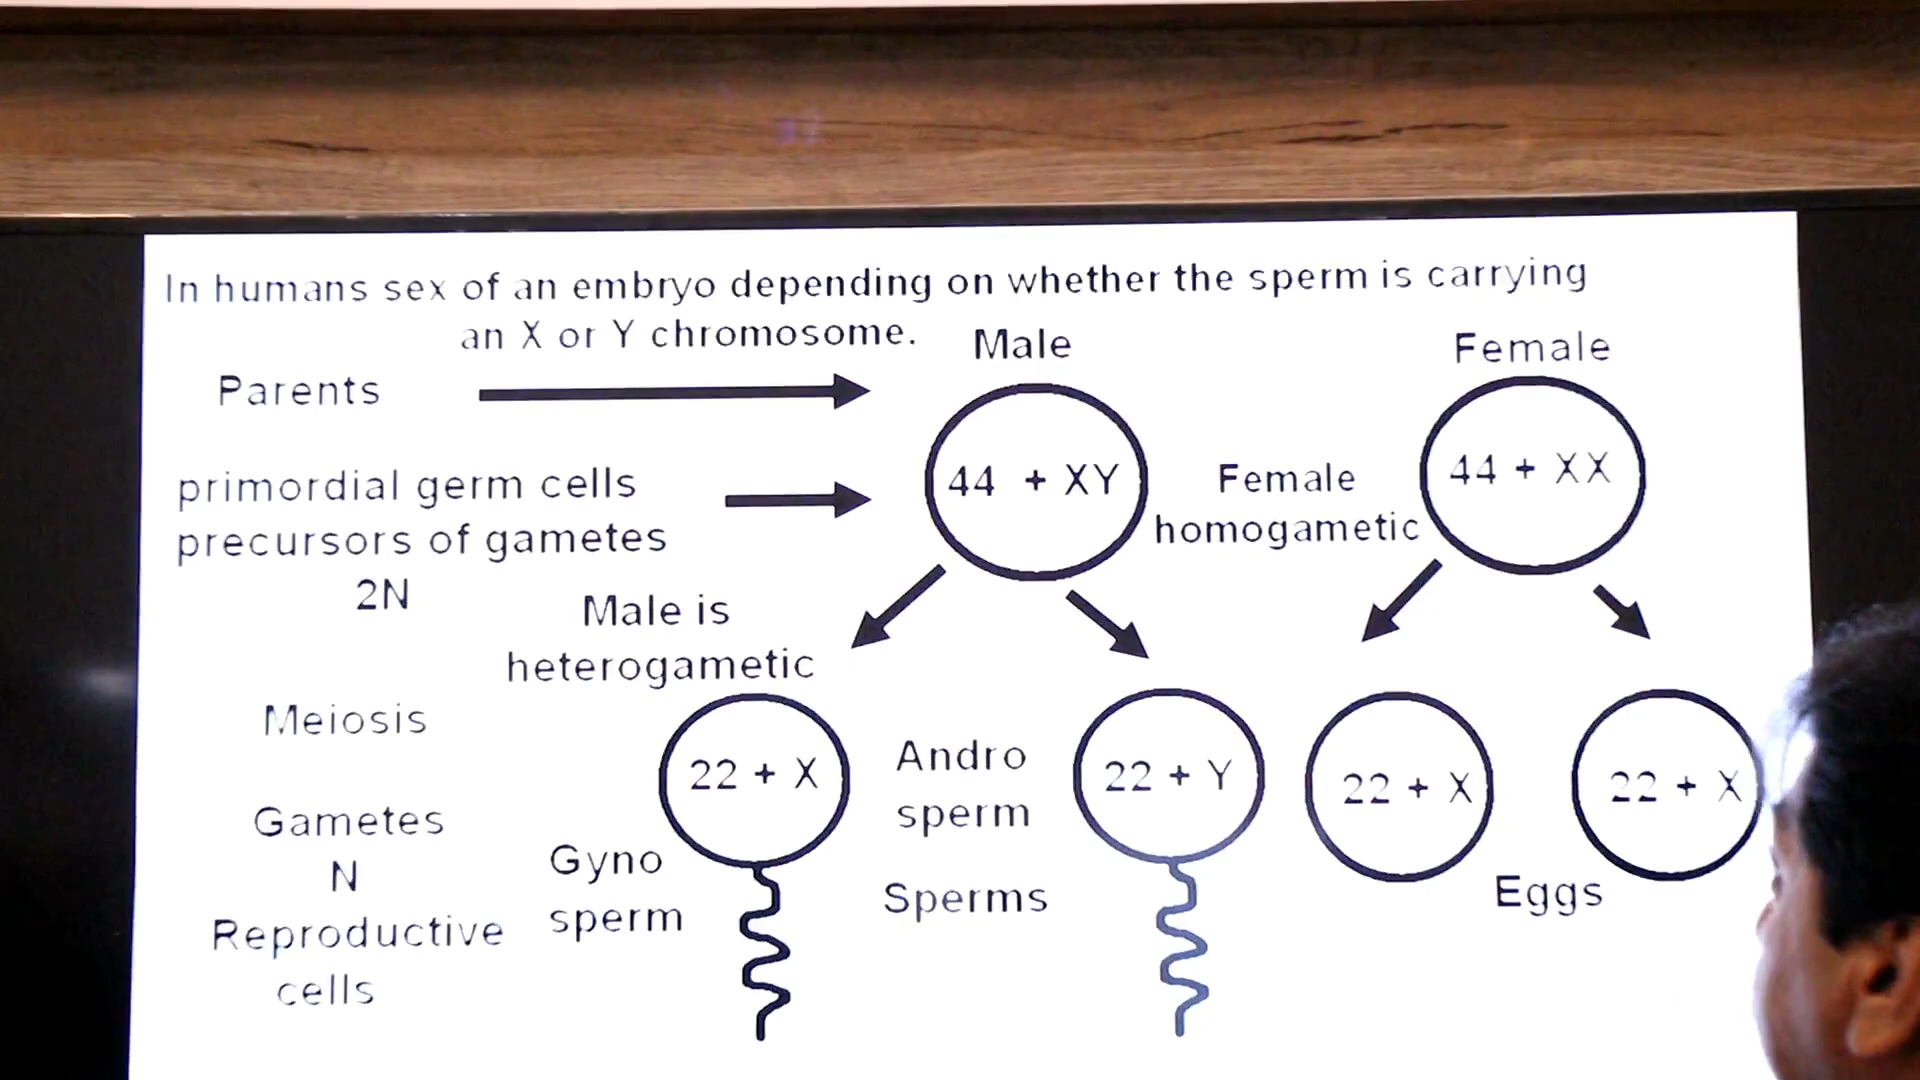 In humans sex of an embryo depending on whether the sperm is carrying
an X or Y chromosome.
Male
Female
Parents
44 + XY
44 + XX
Female
homogametic
primordial germ cells
precursors of gametes
2N
Male is
heterogametic
Meiosis
22 + X
Andro
sperm
22 + Y
22 + X
22 + X
Gametes
N
Reproductive
cells
Gyno
sperm
Sperms
Eggs